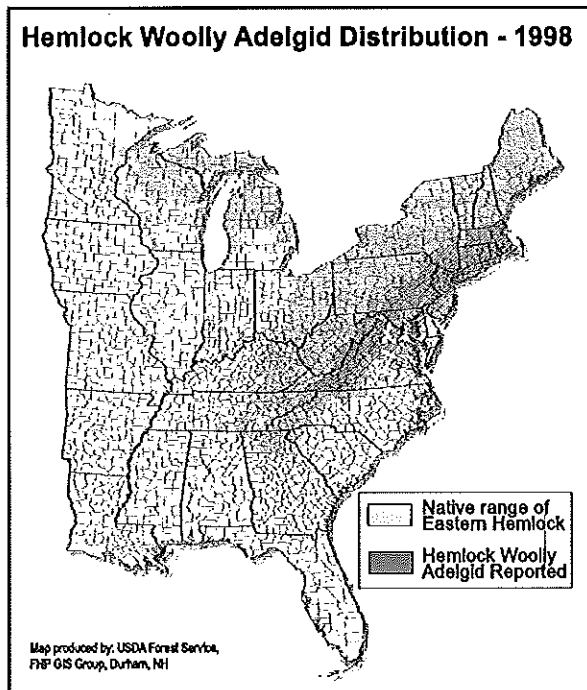 Hemlock Woolly Adelgid Distribution - 1998
Native range of
Eastern Hemlock
Hemlock Woolly
Adelgid Reported
Map produced by: USDA Forest Service,
FHP GIS Group, Durham, NH